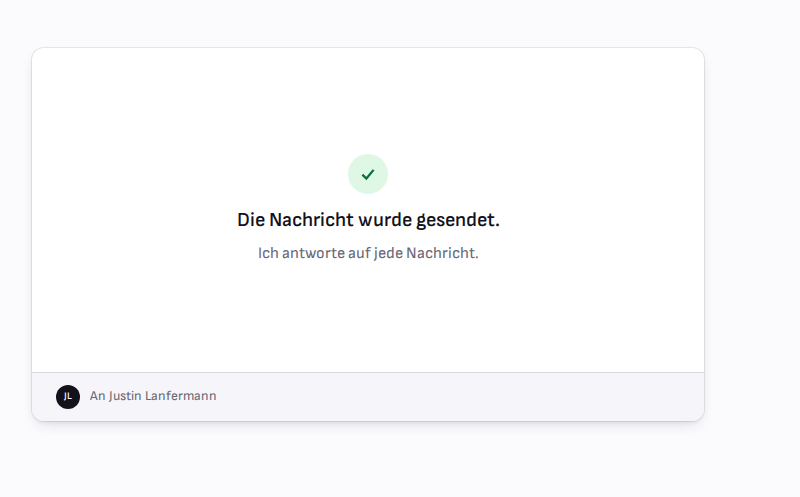 Die Nachricht wurde gesendet.
Ich antworte auf jede Nachricht.
JL An Justin Lanfermann